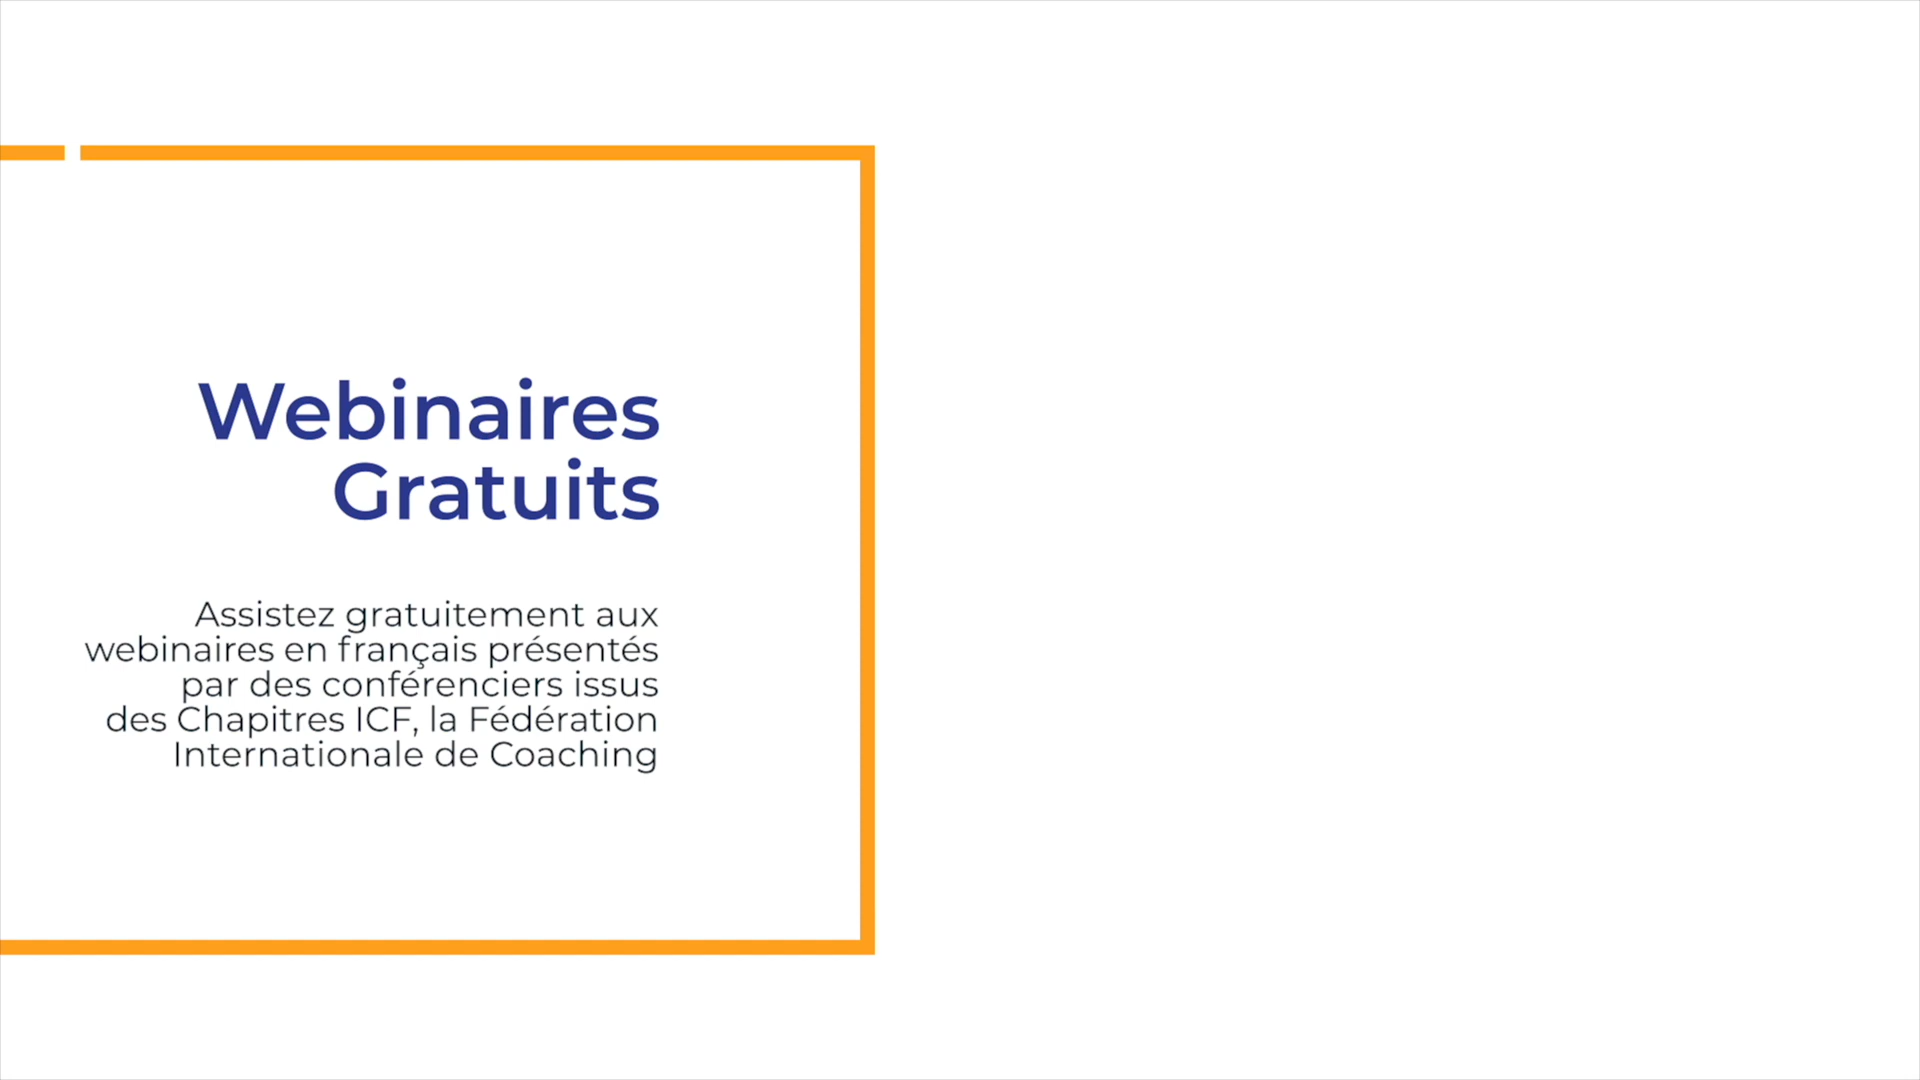 Webinaires
Gratuits
Assistez gratuitement aux
webinaires en français présentés
par des conférenciers issus
des Chapitres ICF, la Fédération
Internationale de Coaching